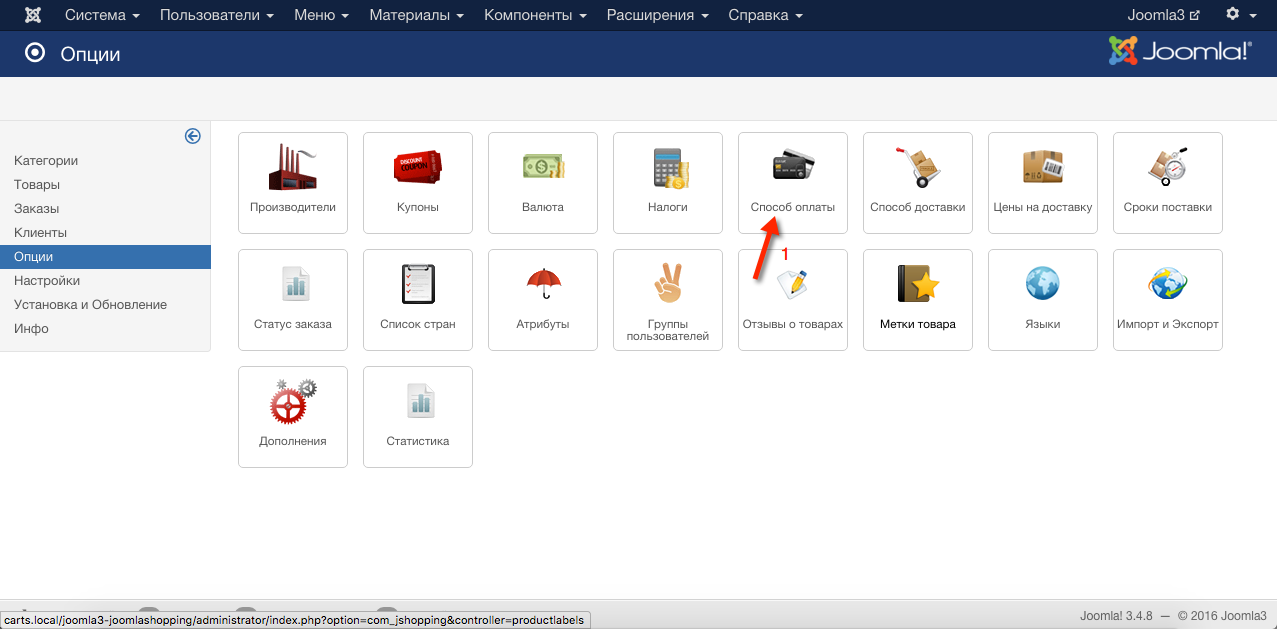 Система Пользователи Меню Материалы Компоненты Расширения Справка Joomla3
Опции Joomla!®
Категории
Товары
Заказы
Клиенты
Опции
Настройки
Установка и Обновление
Инфо
DISCOUNT
COUPON
Производители Купоны Валюта Налоги Способ оплаты Способ доставки Цены на доставку Сроки поставки
1
Статус заказа Список стран Атрибуты Группы пользователей Отзывы о товарах Метки товара Языки Импорт и Экспорт
Дополнения Статистика
carts.local/joomla3-joomlashopping/administrator/index.php?option=com_jshopping&controller=productlabels
Joomla! 3.4.8 — © 2016 Joomla3